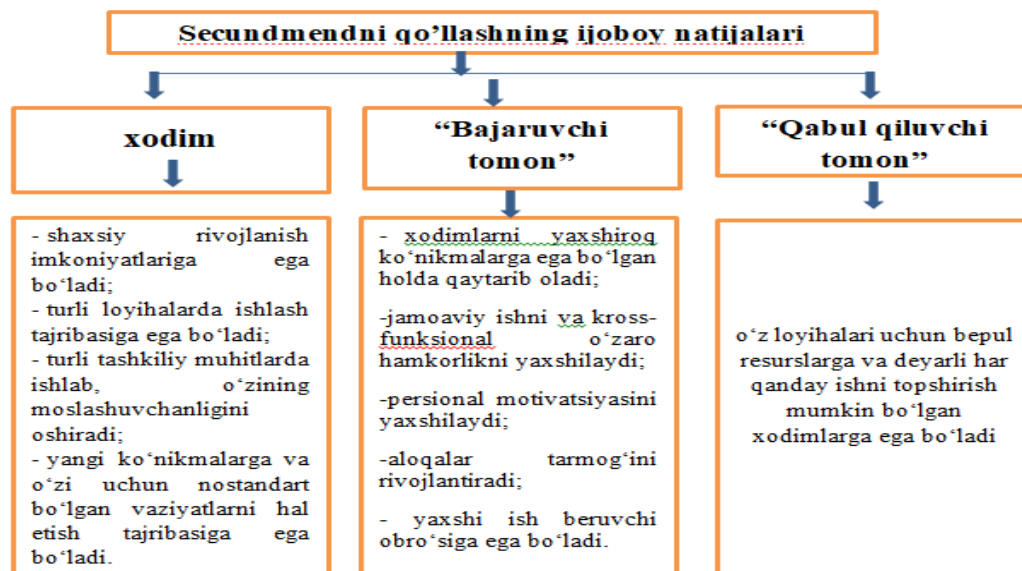 Secundmendni qo’llashning ijoboy natijalari
xodim
- shaxsiy rivojlanish
imkoniyatlariga ega
bo‘ladi;
- turli loyihalarda ishlash
tajribasiga ega bo‘ladi;
- turli tashkiliy muhitlarda
ishlab, o‘zining
moslashuvchanligini
oshiradi;
- yangi ko‘nikmalarga va
o‘zi uchun nostandart
bo‘lgan vaziyatlarni hal
etish tajribasiga ega
bo‘ladi.
“Bajaruvchi
tomon”
- xodimlarni yaxshiroq
ko‘nikmalarga ega bo‘lgan
holda qaytarib oladi;
-jamoaviy ishni va kross-
funksional o‘zaro
hamkorlikni yaxshilaydi;
-persional motivatsiyasini
yaxshilaydi;
-aloqalar tarmog‘ini
rivojlantiradi;
- yaxshi ish beruvchi
obro‘siga ega bo‘ladi.
“Qabul qiluvchi
tomon”
o‘z loyihalari uchun bepul
resurslarga va deyarli har
qanday ishni topshirish
mumkin bo‘lgan
xodimlarga ega bo‘ladi